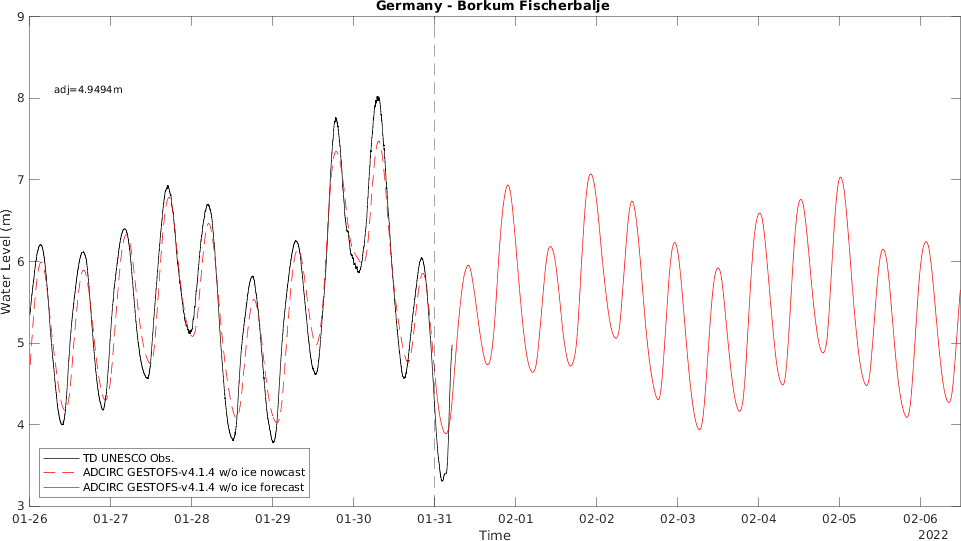 Germany - Borkum Fischerbalje
9
adj=4.9494m
8
7
6
5
4
3
Water Level (m)
TD UNESCO Obs.
ADCIRC GESTOFS-v4.1.4 w/o ice nowcast
ADCIRC GESTOFS-v4.1.4 w/o ice forecast
01-26 01-27 01-28 01-29 01-30 01-31 02-01 02-02 02-03 02-04 02-05 02-06
Time
2022